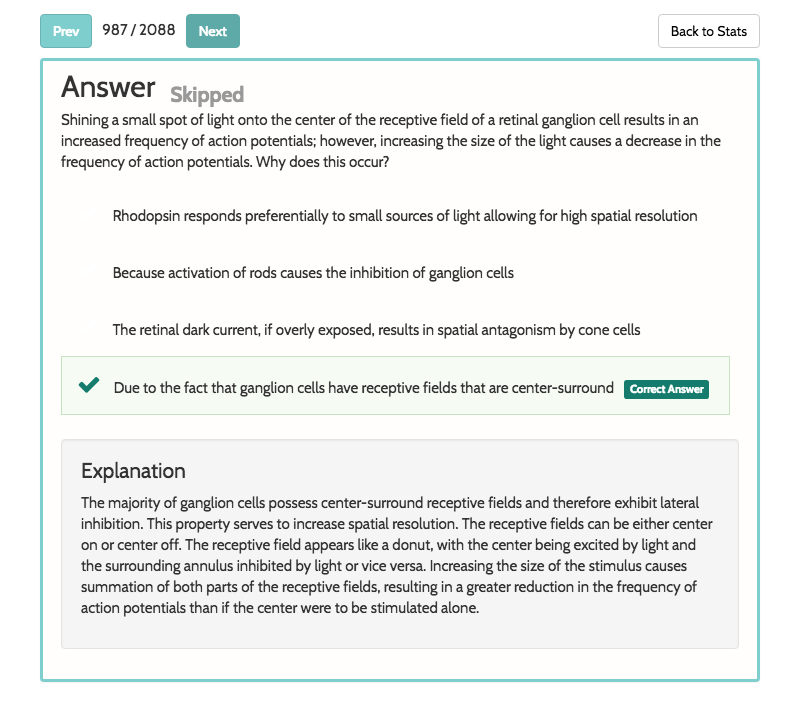 Prev 987 / 2088 Next Back to Stats
Answer Skipped
Shining a small spot of light onto the center of the receptive field of a retinal ganglion cell results in an
increased frequency of action potentials; however, increasing the size of the light causes a decrease in the
frequency of action potentials. Why does this occur?
Rhodopsin responds preferentially to small sources of light allowing for high spatial resolution
Because activation of rods causes the inhibition of ganglion cells
The retinal dark current, if overly exposed, results in spatial antagonism by cone cells
Due to the fact that ganglion cells have receptive fields that are center-surround Correct Answer
Explanation
The majority of ganglion cells possess center-surround receptive fields and therefore exhibit lateral
inhibition. This property serves to increase spatial resolution. The receptive fields can be either center
on or center off. The receptive field appears like a donut, with the center being excited by light and
the surrounding annulus inhibited by light or vice versa. Increasing the size of the stimulus causes
summation of both parts of the receptive fields, resulting in a greater reduction in the frequency of
action potentials than if the center were to be stimulated alone.